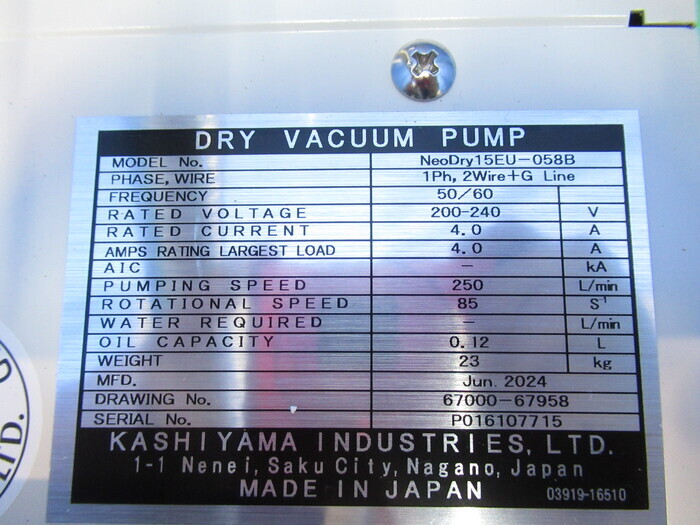 DRY VACUUM PUMP
MODEL No. NeoDry15EU-058B
PHASE, WIRE 1Ph, 2Wire+G Line
FREQUENCY 50/60
RATED VOLTAGE 200-240 V
RATED CURRENT 4.0 A
AMPS RATING LARGEST LOAD 4.0 A
AIC — kA
PUMPING SPEED 250 L/min
ROTATIONAL SPEED 85 S⁻¹
WATER REQUIRED — L/min
OIL CAPACITY 0.12 L
WEIGHT 23 kg
MFD. Jun. 2024
DRAWING No. 67000-67958
SERIAL No. P016107715
KASHIYAMA INDUSTRIES, LTD.
1-1 Nenei, Saku City, Nagano, Japan
MADE IN JAPAN 03919-16510
LTD. G